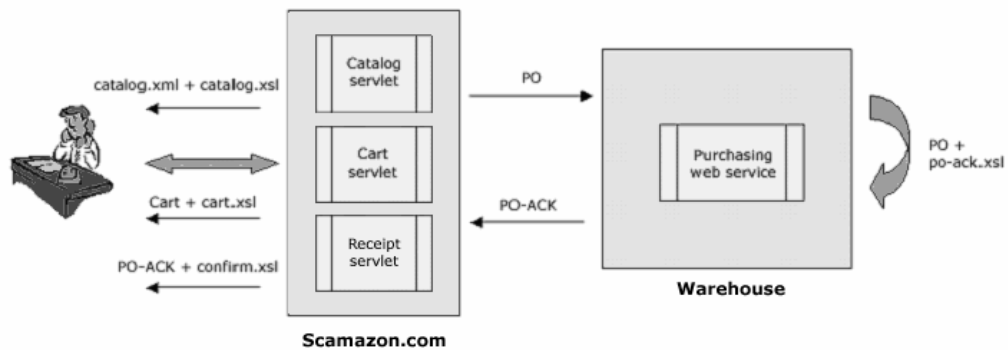 catalog.xml + catalog.xsl
Cart + cart.xsl
PO-ACK + confirm.xsl
Catalog
servlet
Cart
servlet
Receipt
servlet
Scamazon.com
PO
PO-ACK
Purchasing
web service
Warehouse
PO +
po-ack.xsl